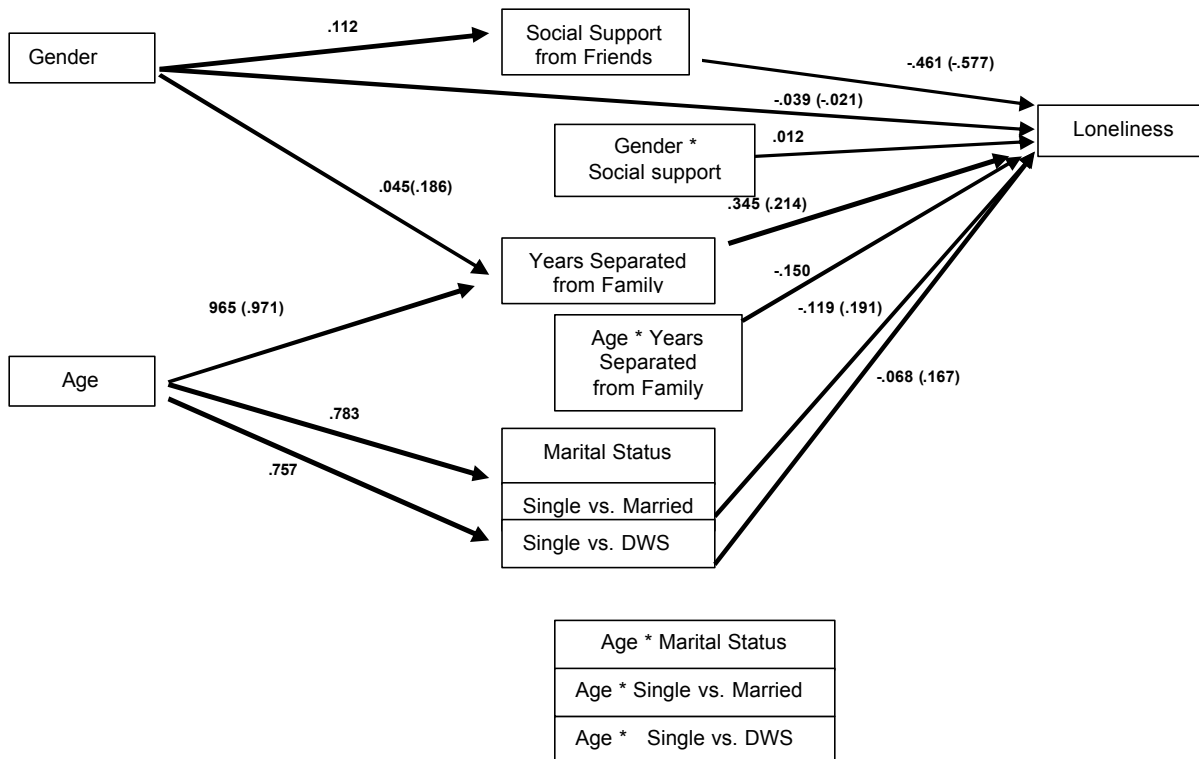 .112
Social Support
from Friends
Gender
-.461 (-.577)
-.039 (-.021)
Loneliness
.012
Gender *
Social support
.045(.186)
.345 (.214)
Years Separated
from Family
-.150
965 (.971)
-.119 (.191)
Age * Years
Separated
from Family
Age
-.068 (.167)
.783
Marital Status
.757
Single vs. Married
Single vs. DWS
Age * Marital Status
Age * Single vs. Married
Age * Single vs. DWS